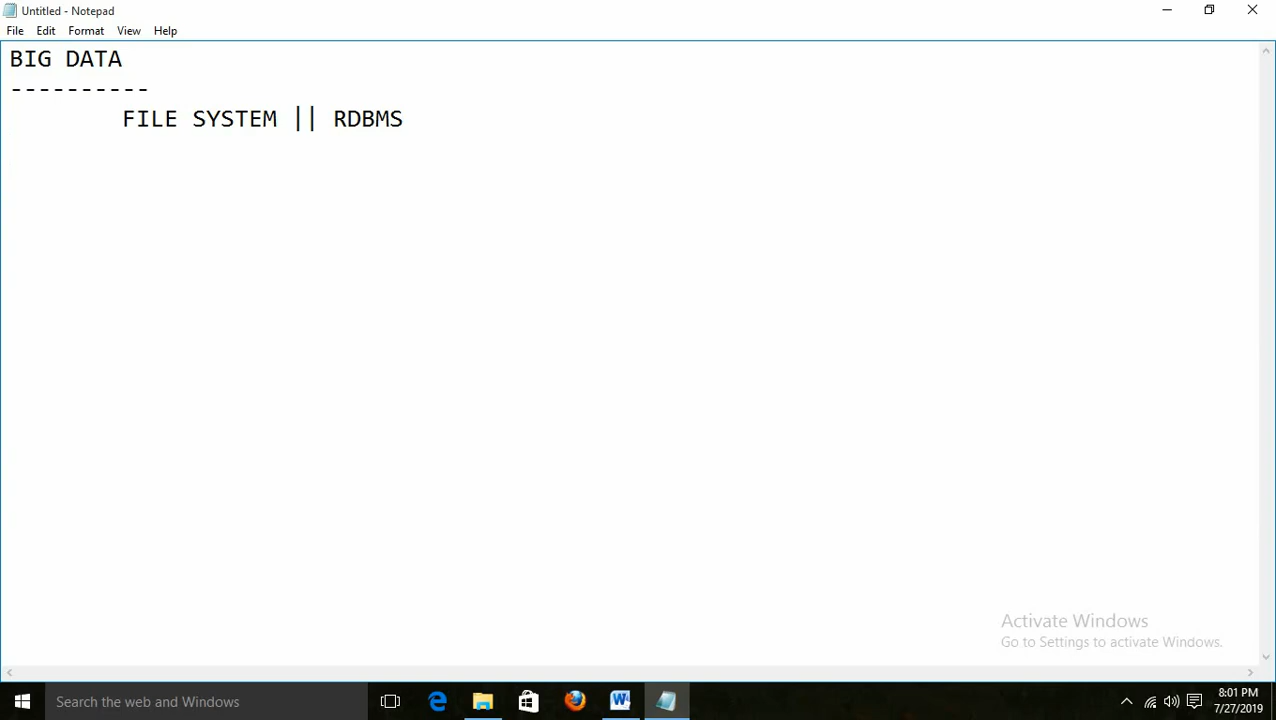 Untitled - Notepad
File Edit Format View Help
BIG DATA
----------
FILE SYSTEM || RDBMS
Activate Windows
Go to Settings to activate Windows.
Search the web and Windows
8:01 PM
7/27/2019